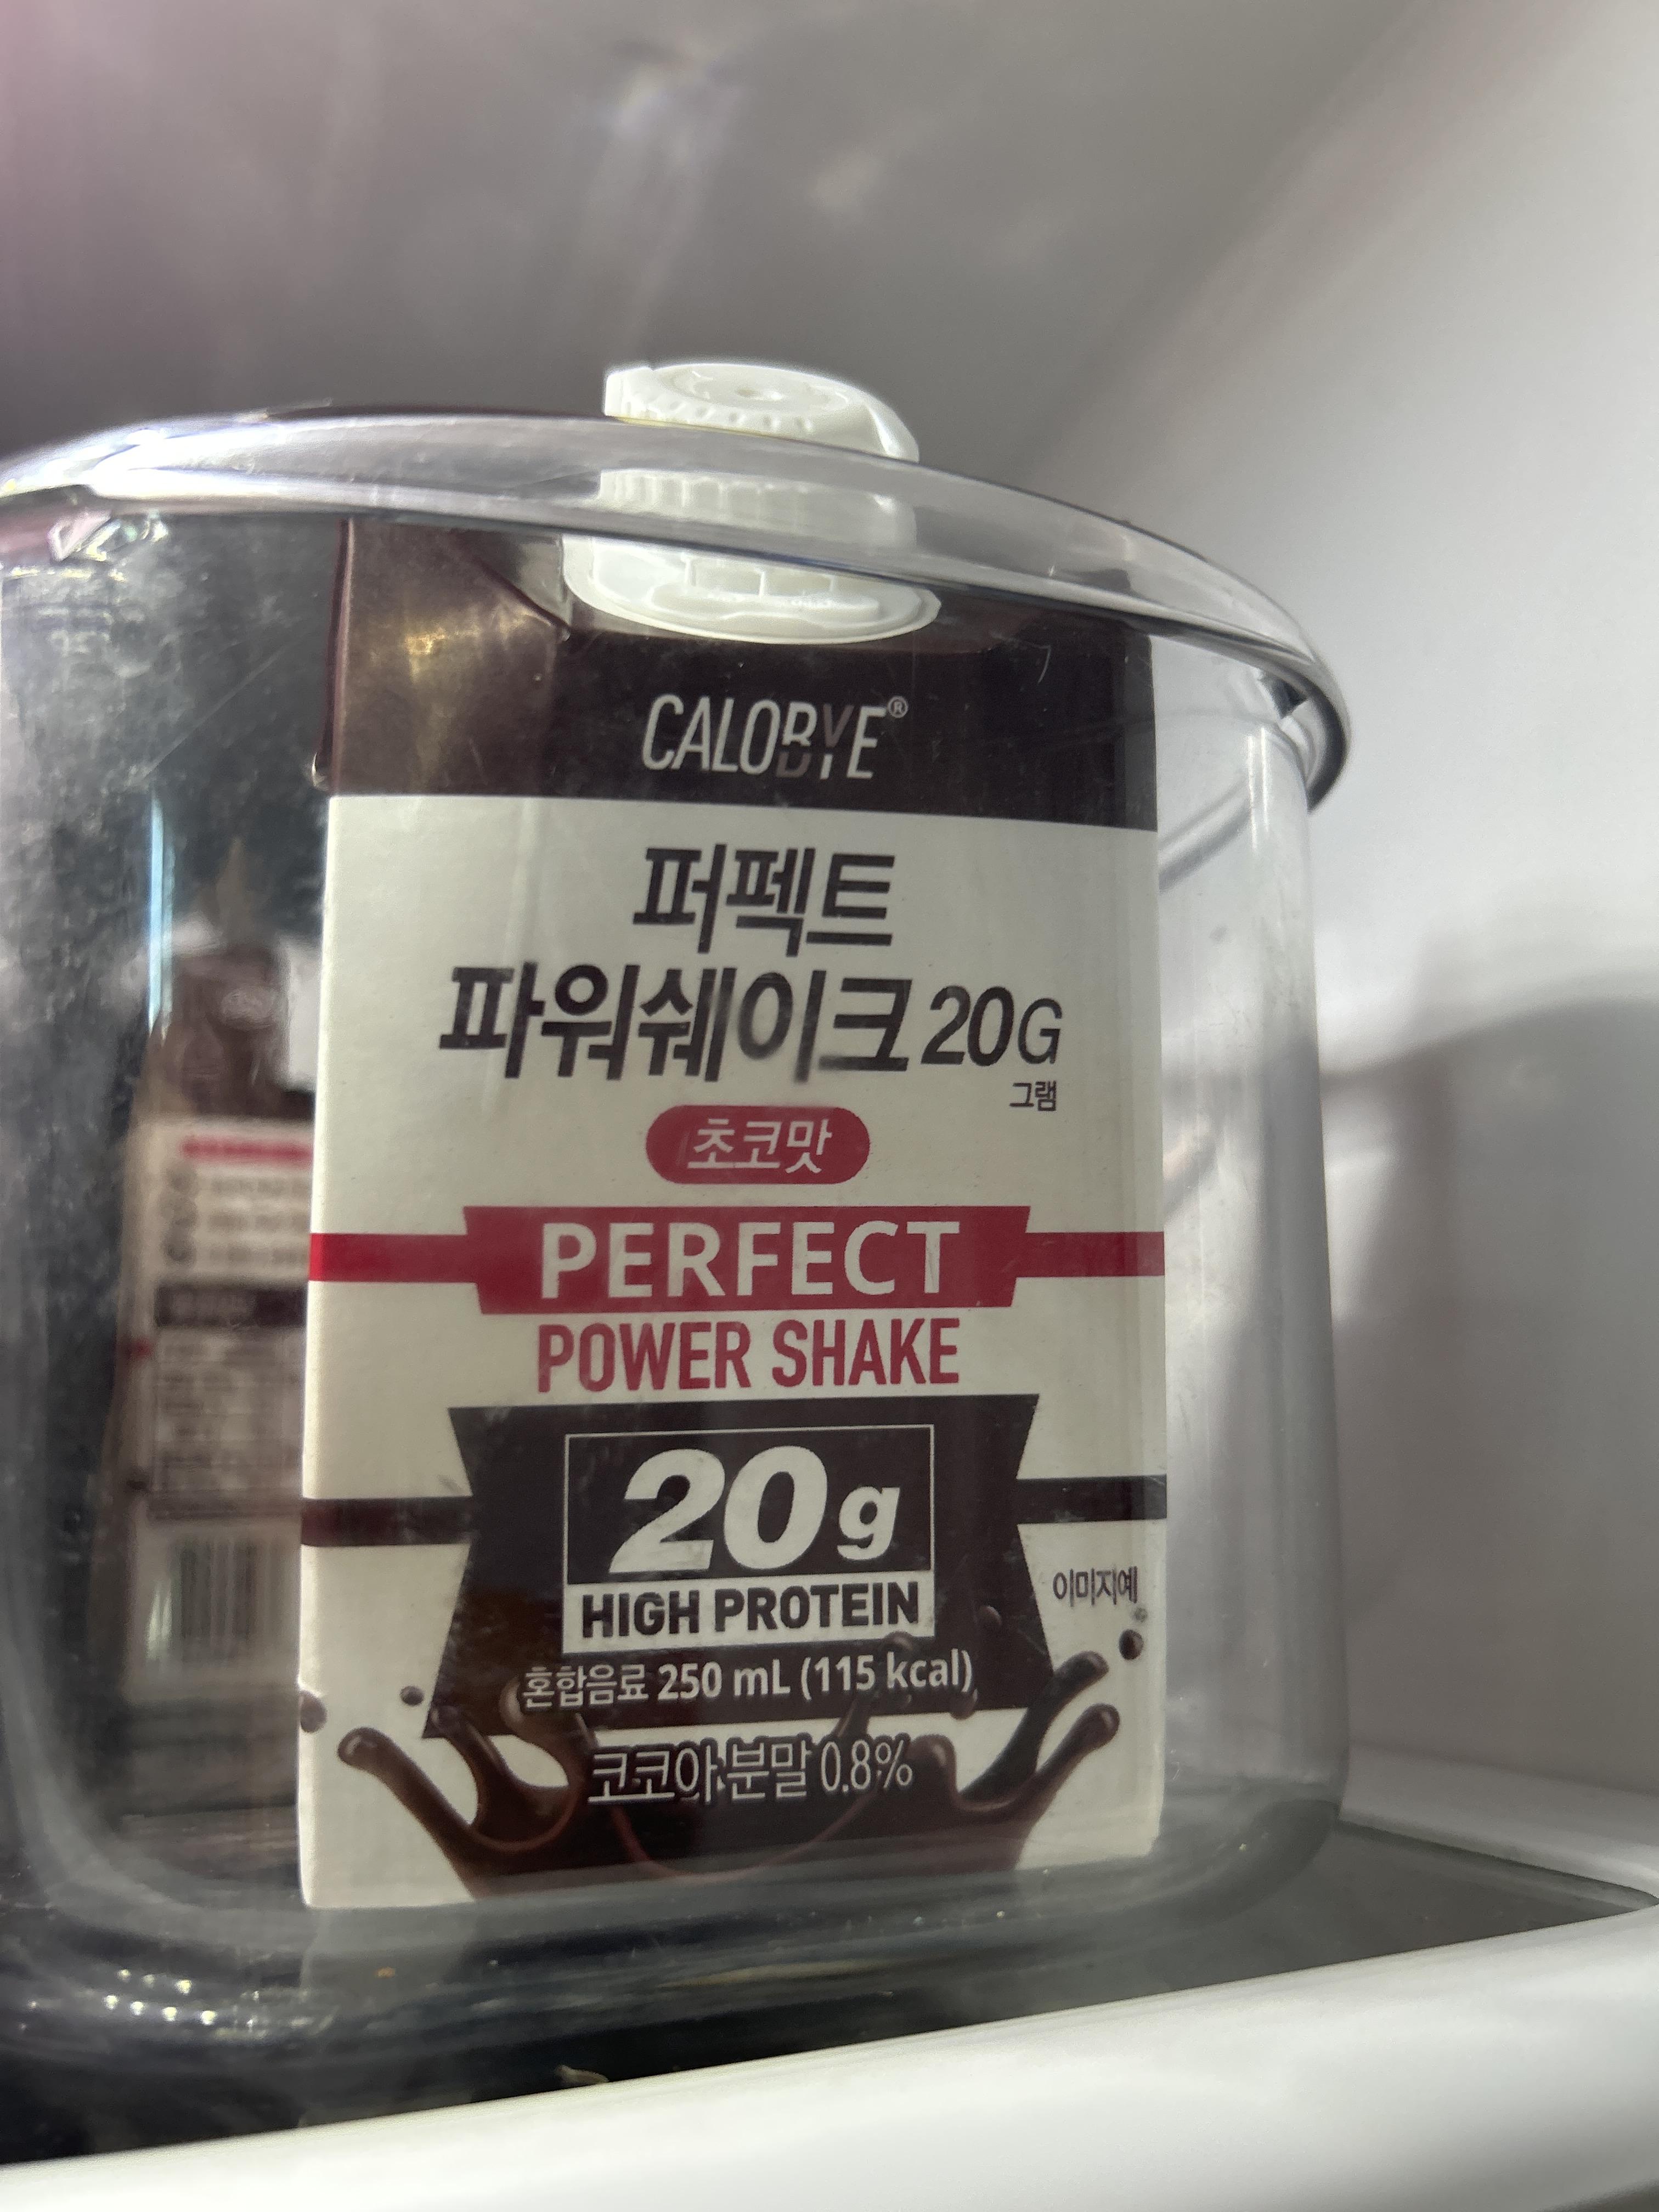 CALOBYE®
퍼펙트
파워쉐이크 20G
그램
초코맛
PERFECT
POWER SHAKE
20g
HIGH PROTEIN
이미지예
혼합음료 250 mL (115 kcal)
코코아분말 0.8%